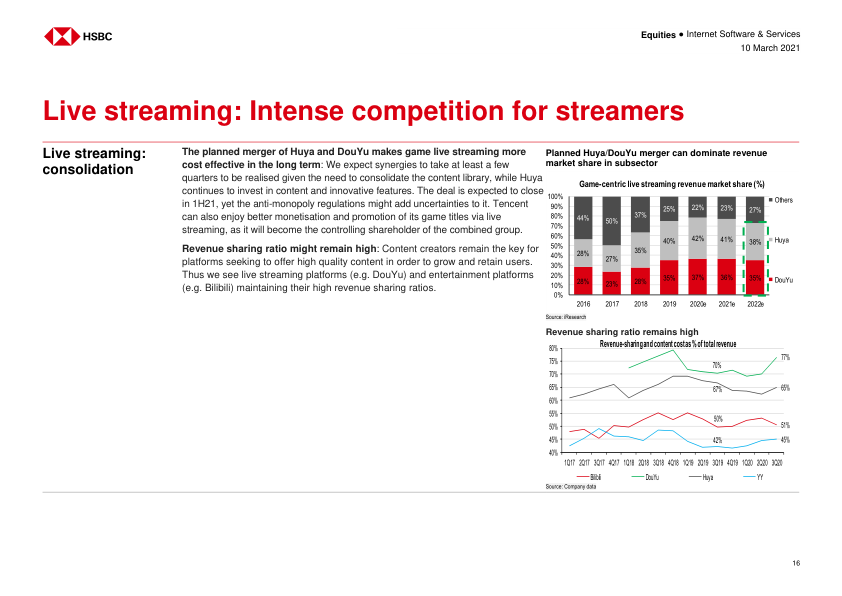 HSBC
Equities ● Internet Software & Services
10 March 2021
Live streaming: Intense competition for streamers
Live streaming:
consolidation
The planned merger of Huya and DouYu makes game live streaming more
cost effective in the long term: We expect synergies to take at least a few
quarters to be realised given the need to consolidate the content library, while Huya
continues to invest in content and innovative features. The deal is expected to close
in 1H21, yet the anti-monopoly regulations might add uncertainties to it. Tencent
can also enjoy better monetisation and promotion of its game titles via live
streaming, as it will become the controlling shareholder of the combined group.
Revenue sharing ratio might remain high: Content creators remain the key for
platforms seeking to offer high quality content in order to grow and retain users.
Thus we see live streaming platforms (e.g. DouYu) and entertainment platforms
(e.g. Bilibili) maintaining their high revenue sharing ratios.
Planned Huya/DouYu merger can dominate revenue
market share in subsector
Game-centric live streaming revenue market share (%)
100%
90%
80%
70%
60%
50%
40%
30%
20%
10%
0%
44% 50% 37% 25% 22% 23% 27%
28% 27% 35% 40% 42% 41% 38%
28% 23% 28% 35% 37% 36% 35%
2016 2017 2018 2019 2020e 2021e 2022e
Others
Huya
DouYu
Source: iResearch
Revenue sharing ratio remains high
Revenue-sharing and content cost as % of total revenue
80%
75%
70%
65%
60%
55%
50%
45%
40%
70%
67%
50%
42%
77%
65%
51%
45%
1Q17 2Q17 3Q17 4Q17 1Q18 2Q18 3Q18 4Q18 1Q19 2Q19 3Q19 4Q19 1Q20 2Q20 3Q20
Bilibili DouYu Huya YY
Source: Company data
16